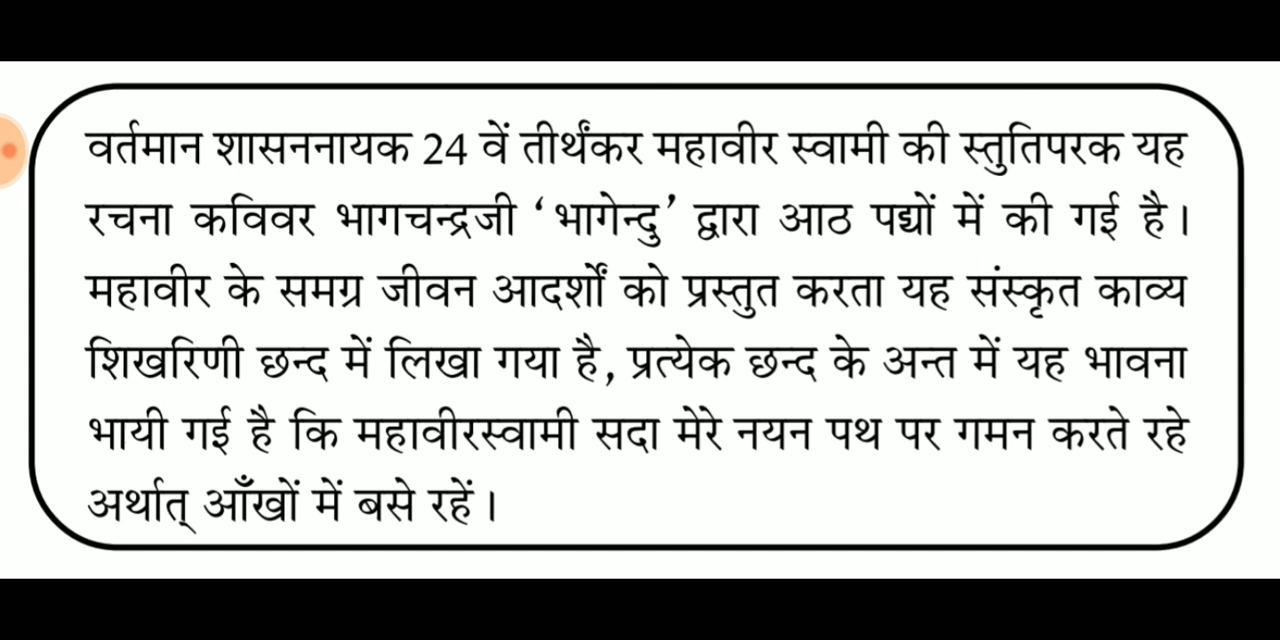 वर्तमान शासननायक 24 वें तीर्थंकर महावीर स्वामी की स्तुतिपरक यह
रचना कविवर भागचन्द्रजी ‘भागेन्दु’ द्वारा आठ पद्यों में की गई है।
महावीर के समग्र जीवन आदर्शों को प्रस्तुत करता यह संस्कृत काव्य
शिखरिणी छन्द में लिखा गया है, प्रत्येक छन्द के अन्त में यह भावना
भायी गई है कि महावीरस्वामी सदा मेरे नयन पथ पर गमन करते रहे
अर्थात् आँखों में बसे रहें।